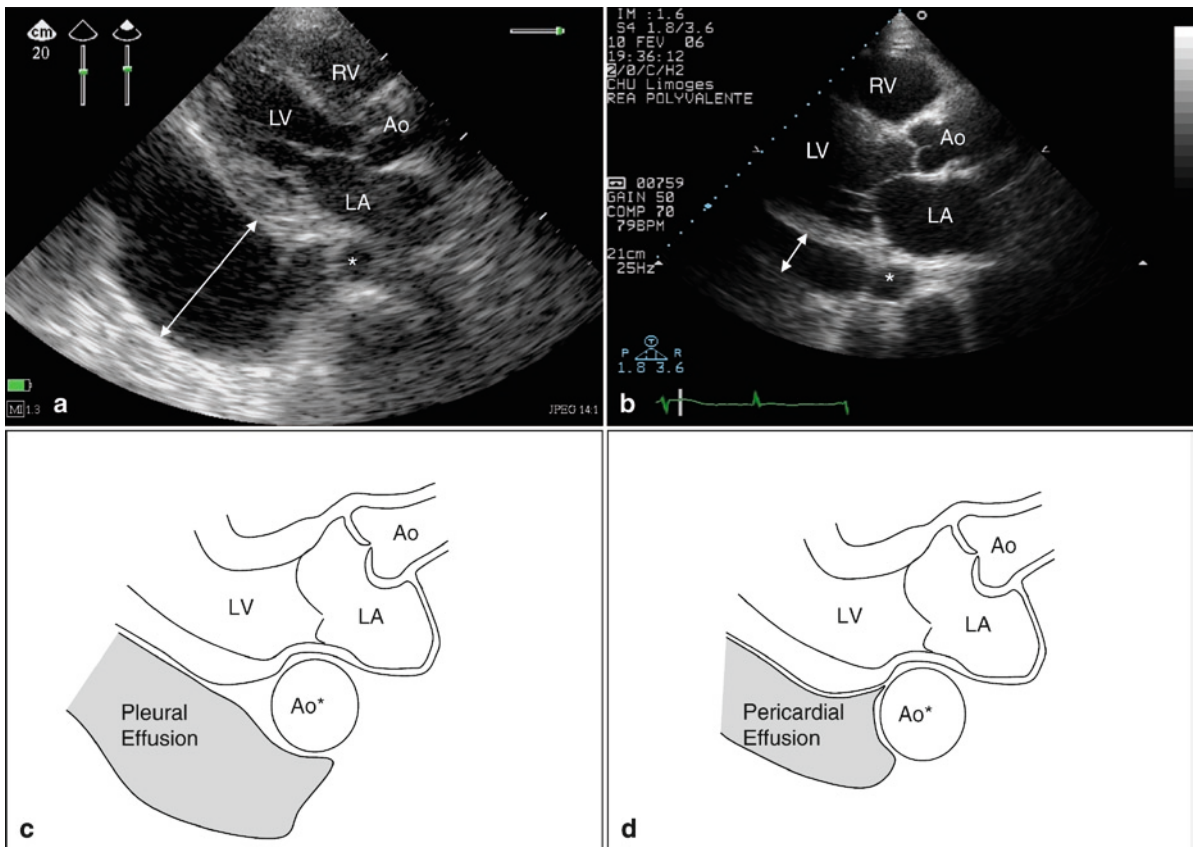 cm
20
RV
LV
Ao
LA
*
a
MI 1.3
JPEG 14:1
IM :1.6
S4 1.8/3.6
10 FEV 06
19:36:12
2/0/C/H2
CHU Limoges
REA POLYVALENTE
RV
Ao
LV
00759
GAIN 50
COMP 70
79BPM
LA
21cm
25Hz
*
T
P R
1.8 3.6
b
Ao
LV
LA
Ao*
Pleural
Effusion
c
Ao
LV
LA
Ao*
Pericardial
Effusion
d